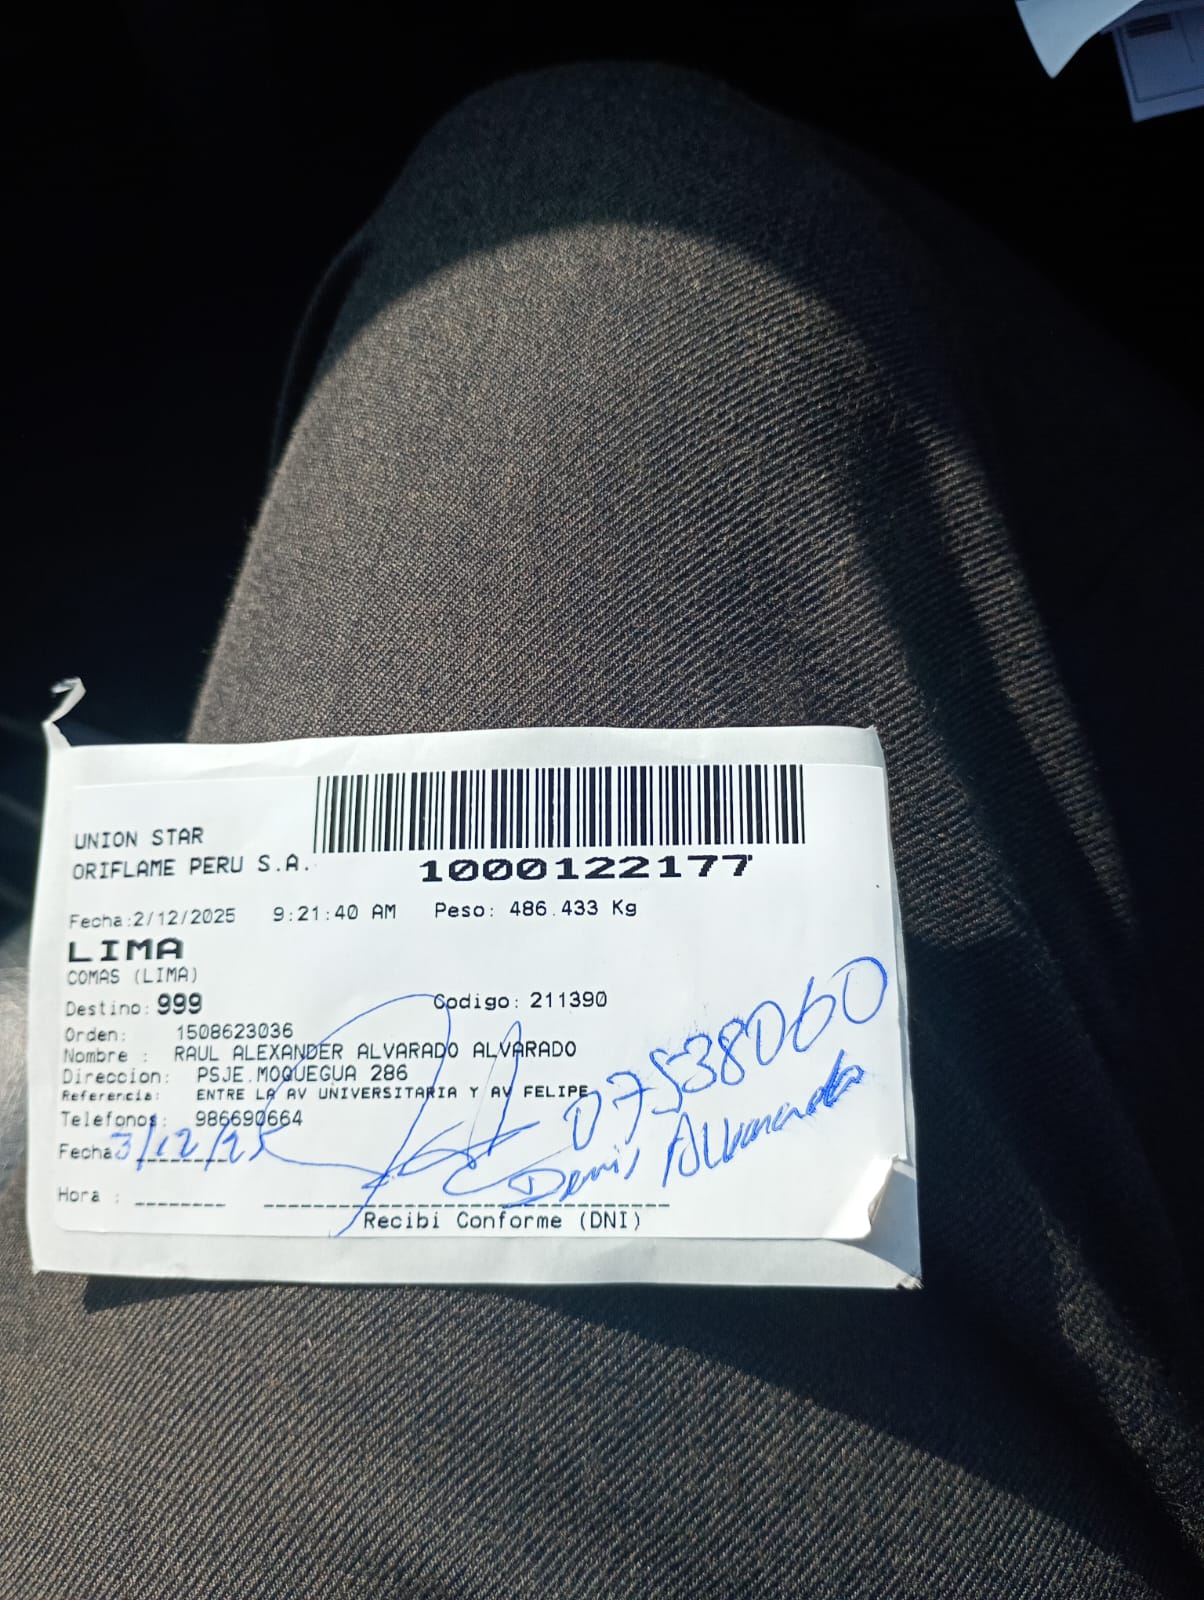 UNION STAR
ORIFLAME PERU S.A.
1000122177
Fecha:2/12/2025 9:21:40 AM Peso: 486.433 Kg
LIMA
COMAS (LIMA)
Destino: 999 Codigo: 211390
Orden: 1508623036
Nombre : RAUL ALEXANDER ALVARADO ALVARADO
Direccion: PSJE.MOQUEGUA 286
Referencia: ENTRE LA AV UNIVERSITARIA Y AV FELIPE
Telefonos: 986690664
07538060
Denis Alvarado
Fecha 3/12/25
Hora :
Recibi Conforme (DNI)